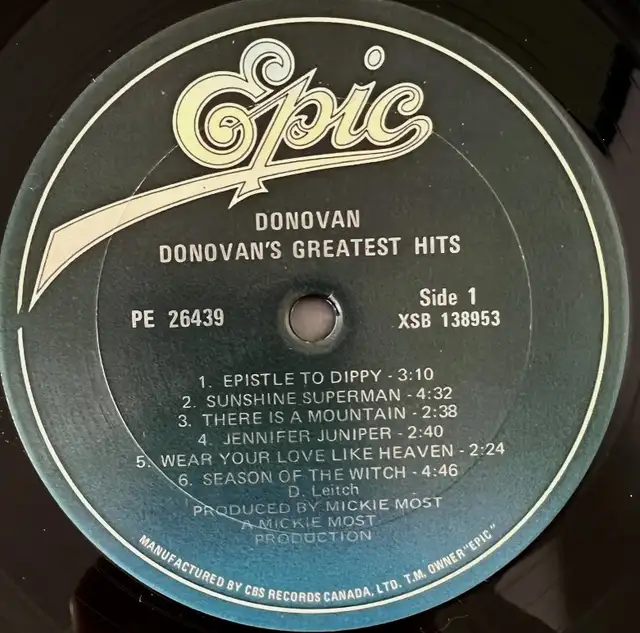 Epic
DONOVAN
DONOVAN'S GREATEST HITS
PE 26439
Side 1
XSB 138953
1. EPISTLE TO DIPPY - 3:10
2. SUNSHINE SUPERMAN - 4:32
3. THERE IS A MOUNTAIN - 2:38
4. JENNIFER JUNIPER - 2:40
5. WEAR YOUR LOVE LIKE HEAVEN - 2:24
6. SEASON OF THE WITCH - 4:46
D. Leitch
PRODUCED BY MICKIE MOST
A MICKIE MOST
PRODUCTION
MANUFACTURED BY CBS RECORDS CANADA, LTD. T.M. OWNER "EPIC"